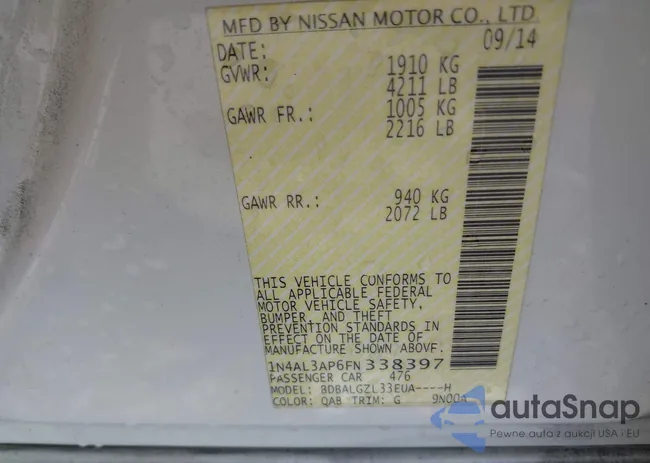 MFD BY NISSAN MOTOR CO., LTD
DATE: 09/14
GVWR: 1910 KG
4211 LB
GAWR FR.: 1005 KG
2216 LB
GAWR RR.: 940 KG
2072 LB
THIS VEHICLE CONFORMS TO
ALL APPLICABLE FEDERAL
MOTOR VEHICLE SAFETY,
BUMPER, AND THEFT
PREVENTION STANDARDS IN
EFFECT ON THE DATE OF
MANUFACTURE SHOWN ABOVF.
1N4AL3AP6FN338397
PASSENGER CAR 476
MODEL: BDBALGZL33EUA----H
COLOR: QAB TRIM: G 9N00A
autaSnap
Pewne auta z aukcji USA i EU